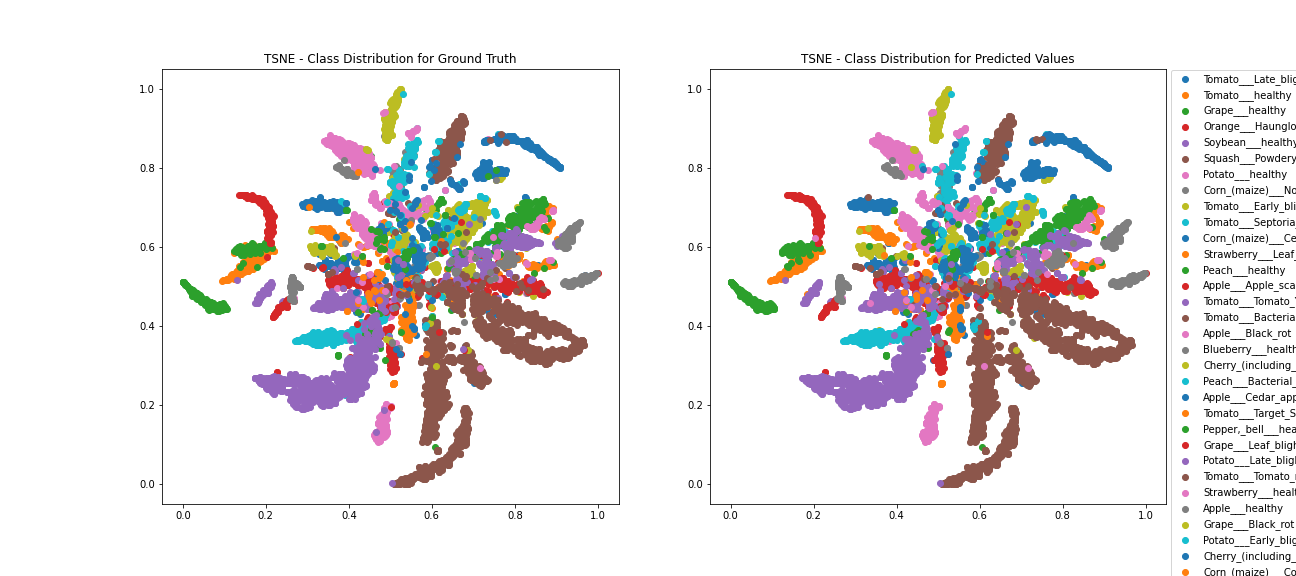 TSNE - Class Distribution for Ground Truth
1.0
0.8
0.6
0.4
0.2
0.0
0.0 0.2 0.4 0.6 0.8 1.0
TSNE - Class Distribution for Predicted Values
1.0
0.8
0.6
0.4
0.2
0.0
0.0 0.2 0.4 0.6 0.8 1.0
Tomato___Late_blig
Tomato___healthy
Grape___healthy
Orange___Haunglo
Soybean___healthy
Squash___Powdery
Potato___healthy
Corn_(maize)___No
Tomato___Early_bli
Tomato___Septoria
Corn_(maize)___Ce
Strawberry___Leaf_
Peach___healthy
Apple___Apple_sca
Tomato___Tomato_
Tomato___Bacteria
Apple___Black_rot
Blueberry___health
Cherry_(including_
Peach___Bacterial_
Apple___Cedar_app
Tomato___Target_S
Pepper,_bell___hea
Grape___Leaf_bligh
Potato___Late_bligh
Tomato___Tomato_
Strawberry___healt
Apple___healthy
Grape___Black_rot
Potato___Early_blig
Cherry_(including_
Corn_(maize)___Co